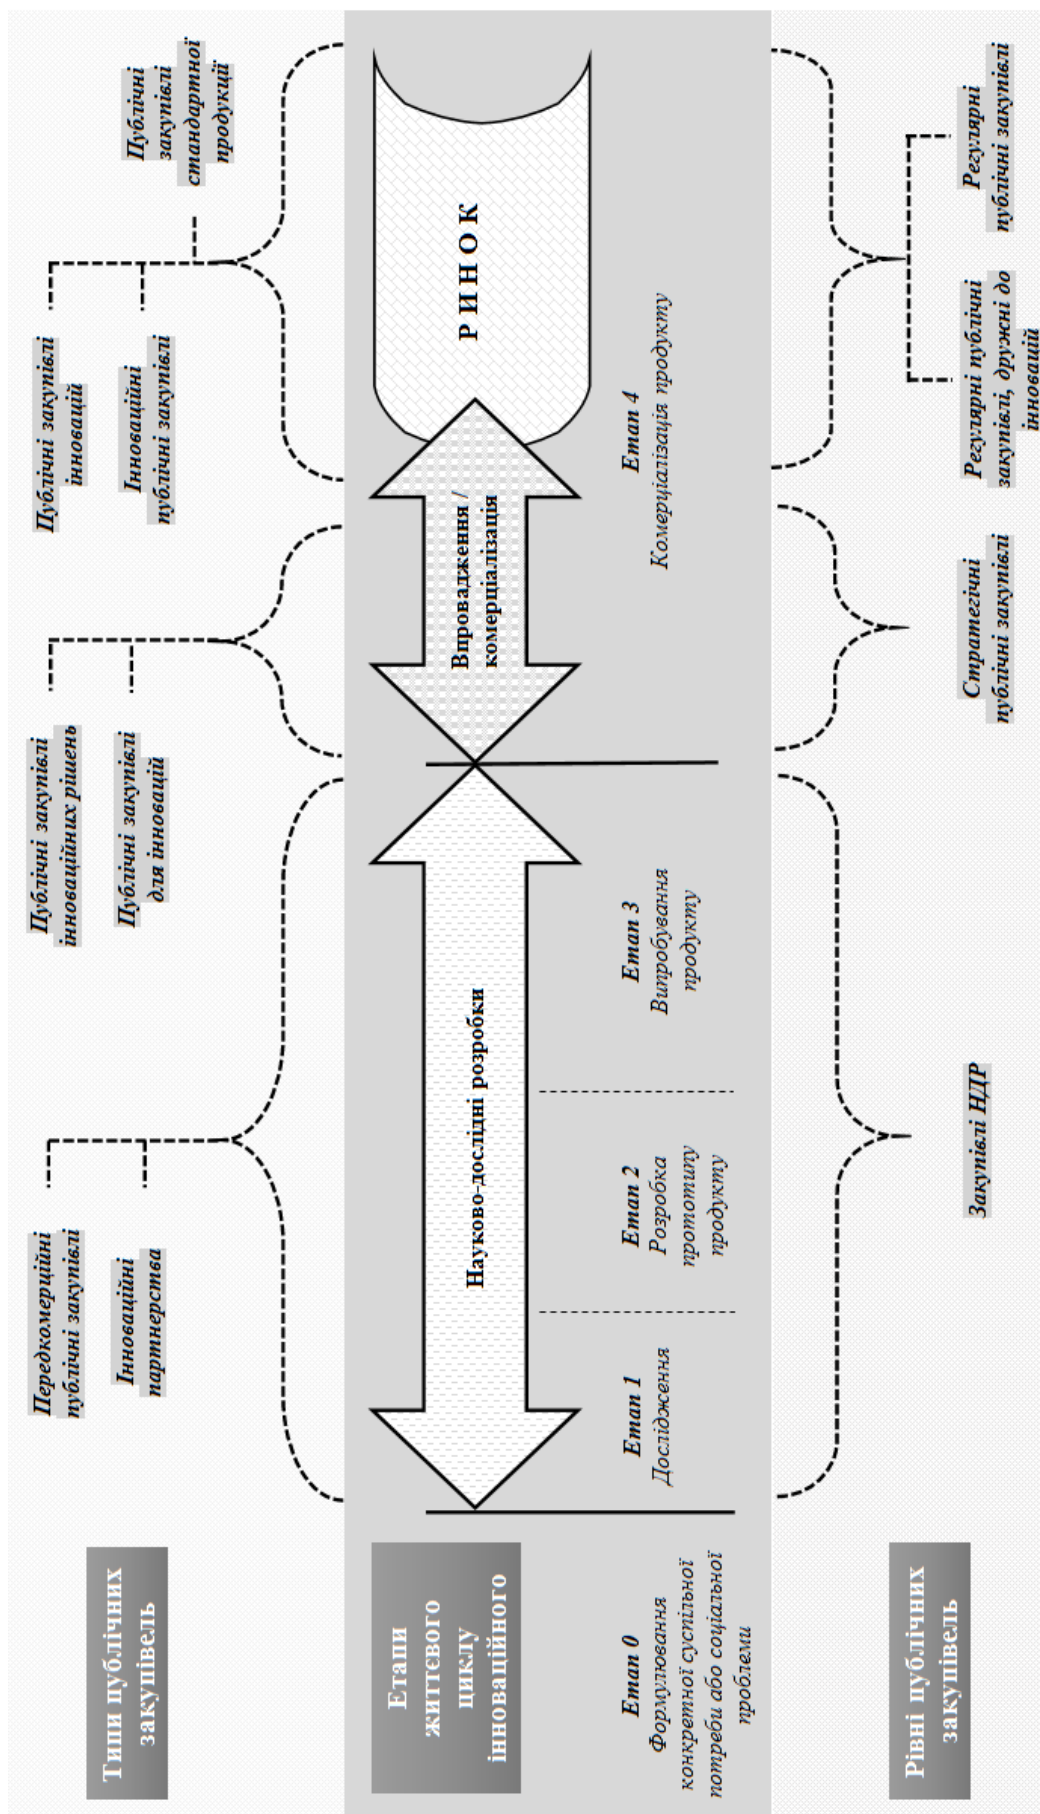 Типи публічних
закупівель
Передкомерційні
публічні закупівлі
Інноваційні
партнерства
Публічні закупівлі
інноваційних рішень
Публічні закупівлі
для інновацій
Публічні закупівлі
інновацій
Інноваційні
публічні закупівлі
Публічні
закупівлі
стандартної
продукції
Етапи
життєвого
циклу
інноваційного
Науково-дослідні розробки
Впровадження /
комерціалізація
РИНОК
Етап 0
Формулювання
конкретної суспільної
потреби або соціальної
проблеми
Етап 1
Дослідження
Етап 2
Розробка
прототипу
продукту
Етап 3
Випробування
продукту
Етап 4
Комерціалізація продукту
Рівні публічних
закупівель
Закупівлі НДР
Стратегічні
публічні закупівлі
Регулярні публічні
закупівлі, дружні до
інновацій
Регулярні
публічні закупівлі